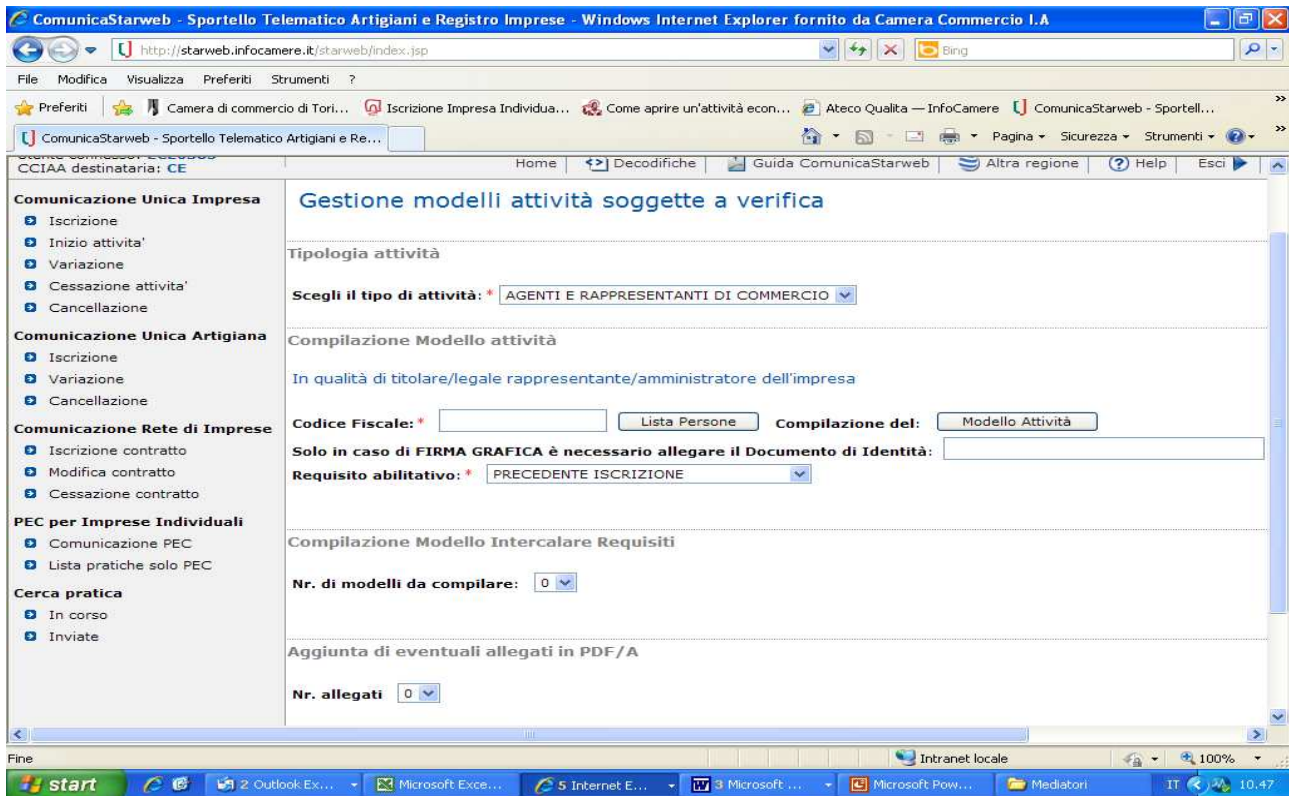 ComunicaStarweb - Sportello Telematico Artigiani e Registro Imprese - Windows Internet Explorer fornito da Camera Commercio I.A
http://starweb.infocamere.it/starweb/index.jsp
Bing
File Modifica Visualizza Preferiti Strumenti ?
Preferiti Camera di commercio di Tori... Iscrizione Impresa Individua... Come aprire un'attività econ... Ateco Qualita — InfoCamere ComunicaStarweb - Sportell... »
ComunicaStarweb - Sportello Telematico Artigiani e Re... Pagina Sicurezza Strumenti »
Utente connesso:
CCIAA destinataria: CE
Home Decodifiche Guida ComunicaStarweb Altra regione Help Esci
Comunicazione Unica Impresa
Iscrizione
Inizio attivita'
Variazione
Cessazione attivita'
Cancellazione
Comunicazione Unica Artigiana
Iscrizione
Variazione
Cancellazione
Comunicazione Rete di Imprese
Iscrizione contratto
Modifica contratto
Cessazione contratto
PEC per Imprese Individuali
Comunicazione PEC
Lista pratiche solo PEC
Cerca pratica
In corso
Inviate
Gestione modelli attività soggette a verifica
Tipologia attività
Scegli il tipo di attività: * AGENTI E RAPPRESENTANTI DI COMMERCIO
Compilazione Modello attività
In qualità di titolare/legale rappresentante/amministratore dell'impresa
Codice Fiscale: * Lista Persone Compilazione del: Modello Attività
Solo in caso di FIRMA GRAFICA è necessario allegare il Documento di Identità:
Requisito abilitativo: * PRECEDENTE ISCRIZIONE
Compilazione Modello Intercalare Requisiti
Nr. di modelli da compilare: 0
Aggiunta di eventuali allegati in PDF/A
Nr. allegati 0
Fine Intranet locale 100%
start 2 Outlook Ex... Microsoft Exce... 5 Internet E... 3 Microsoft ... Microsoft Pow... Mediatori IT 10.47